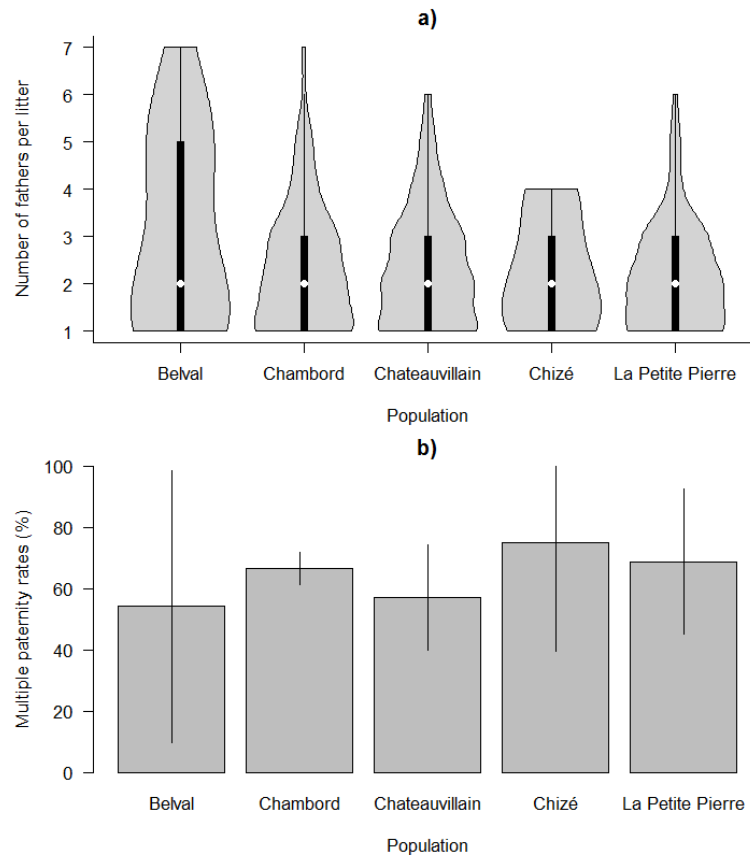 a)
Number of fathers per litter
7
6
5
4
3
2
1
Belval Chambord Chateauvillain Chizé La Petite Pierre
Population
b)
Multiple paternity rates (%)
100
80
60
40
20
0
Belval Chambord Chateauvillain Chizé La Petite Pierre
Population